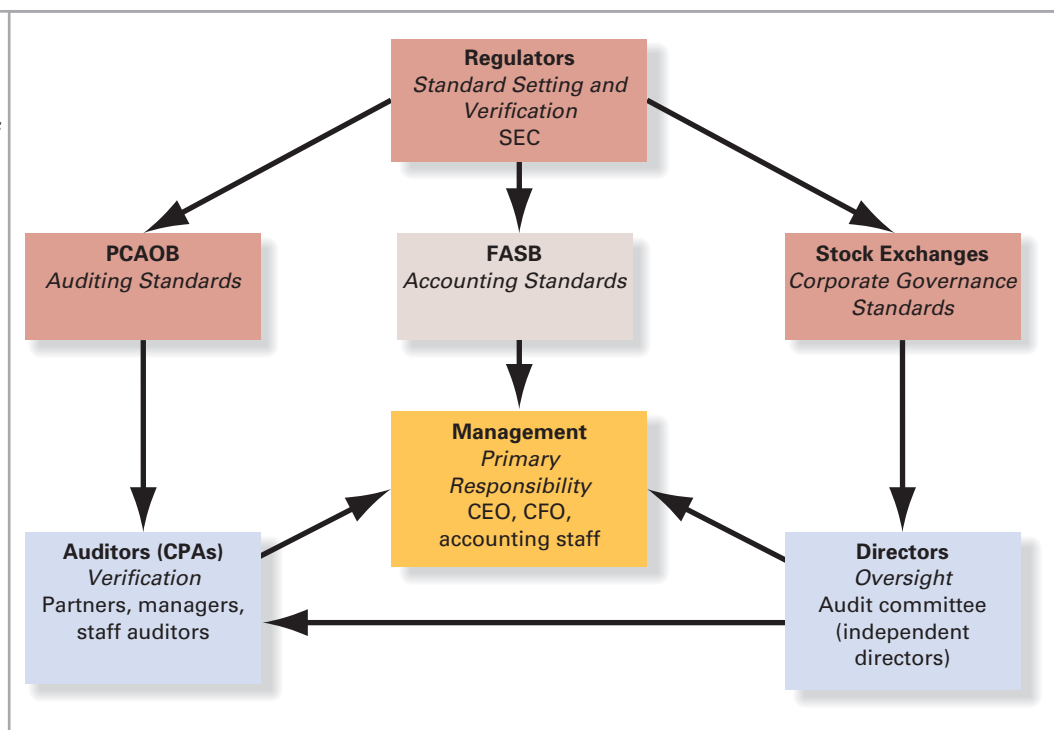 Regulators
Standard Setting and
Verification
SEC
PCAOB
Auditing Standards
FASB
Accounting Standards
Stock Exchanges
Corporate Governance
Standards
Management
Primary
Responsibility
CEO, CFO,
accounting staff
Auditors (CPAs)
Verification
Partners, managers,
staff auditors
Directors
Oversight
Audit committee
(independent
directors)